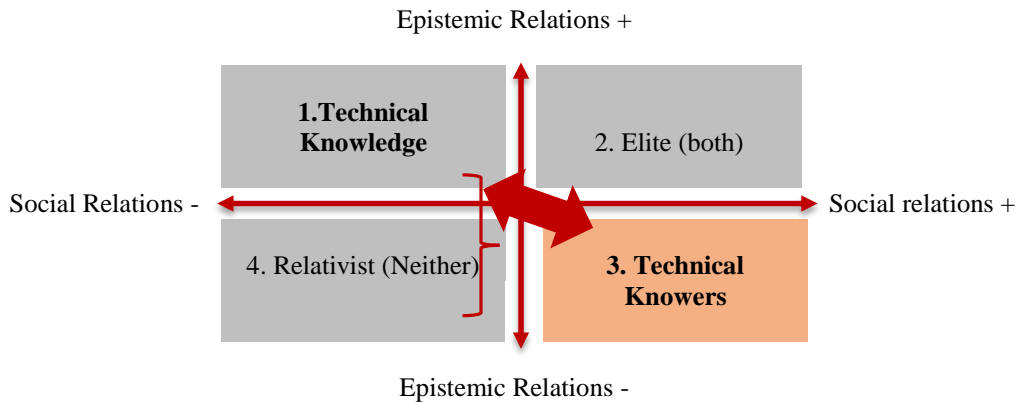 Epistemic Relations +
1.Technical
Knowledge
2. Elite (both)
Social Relations -
Social relations +
4. Relativist (Neither)
3. Technical
Knowers
Epistemic Relations -